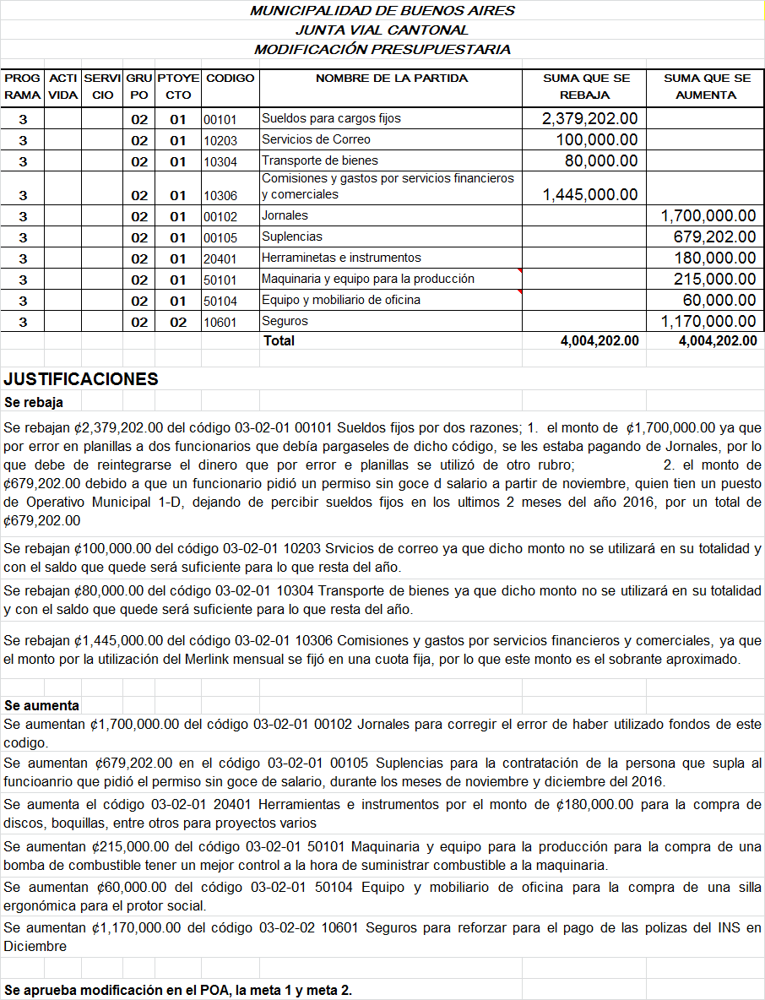 MUNICIPALIDAD DE BUENOS AIRES
JUNTA VIAL CANTONAL
MODIFICACIÓN PRESUPUESTARIA
PROGRAMA ACTIVIDA SERVICIO GRUPO PTOYECTO CODIGO NOMBRE DE LA PARTIDA SUMA QUE SE REBAJA SUMA QUE SE AUMENTA
3 02 01 00101 Sueldos para cargos fijos 2,379,202.00
3 02 01 10203 Servicios de Correo 100,000.00
3 02 01 10304 Transporte de bienes 80,000.00
3 02 01 10306 Comisiones y gastos por servicios financieros y comerciales 1,445,000.00
3 02 01 00102 Jornales 1,700,000.00
3 02 01 00105 Suplencias 679,202.00
3 02 01 20401 Herraminetas e instrumentos 180,000.00
3 02 01 50101 Maquinaria y equipo para la producción 215,000.00
3 02 01 50104 Equipo y mobiliario de oficina 60,000.00
3 02 02 10601 Seguros 1,170,000.00
Total 4,004,202.00 4,004,202.00
JUSTIFICACIONES
Se rebaja
Se rebajan ¢2,379,202.00 del código 03-02-01 00101 Sueldos fijos por dos razones; 1. el monto de ¢1,700,000.00 ya que
por error en planillas a dos funcionarios que debía pargaseles de dicho código, se les estaba pagando de Jornales, por lo
que debe de reintegrarse el dinero que por error e planillas se utilizó de otro rubro; 2. el monto de
¢679,202.00 debido a que un funcionario pidió un permiso sin goce d salario a partir de noviembre, quien tien un puesto
de Operativo Municipal 1-D, dejando de percibir sueldos fijos en los ultimos 2 meses del año 2016, por un total de
¢679,202.00
Se rebajan ¢100,000.00 del código 03-02-01 10203 Srvicios de correo ya que dicho monto no se utilizará en su totalidad y
con el saldo que quede será suficiente para lo que resta del año.
Se rebajan ¢80,000.00 del código 03-02-01 10304 Transporte de bienes ya que dicho monto no se utilizará en su totalidad
y con el saldo que quede será suficiente para lo que resta del año.
Se rebajan ¢1,445,000.00 del código 03-02-01 10306 Comisiones y gastos por servicios financieros y comerciales, ya que
el monto por la utilización del Merlink mensual se fijó en una cuota fija, por lo que este monto es el sobrante aproximado.
Se aumenta
Se aumentan ¢1,700,000.00 del código 03-02-01 00102 Jornales para corregir el error de haber utilizado fondos de este
codigo.
Se aumentan ¢679,202.00 en el código 03-02-01 00105 Suplencias para la contratación de la persona que supla al
funcioanrio que pidió el permiso sin goce de salario, durante los meses de noviembre y diciembre del 2016.
Se aumenta el código 03-02-01 20401 Herramientas e instrumentos por el monto de ¢180,000.00 para la compra de
discos, boquillas, entre otros para proyectos varios
Se aumentan ¢215,000.00 del código 03-02-01 50101 Maquinaria y equipo para la producción para la compra de una
bomba de combustible tener un mejor control a la hora de suministrar combustible a la maquinaria.
Se aumentan ¢60,000.00 del código 03-02-01 50104 Equipo y mobiliario de oficina para la compra de una silla
ergonómica para el protor social.
Se aumentan ¢1,170,000.00 del código 03-02-02 10601 Seguros para reforzar para el pago de las polizas del INS en
Diciembre
Se aprueba modificación en el POA, la meta 1 y meta 2.